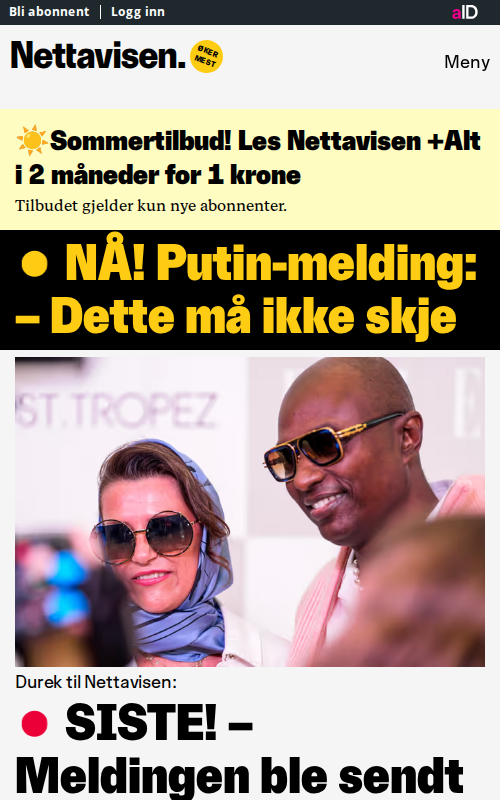 Bli abonnent | Logg inn
aID
Nettavisen.
ØKER
MEST
Meny
☀️Sommertilbud! Les Nettavisen +Alt
i 2 måneder for 1 krone
Tilbudet gjelder kun nye abonnenter.
● NÅ! Putin-melding:
– Dette må ikke skje
ST.TROPEZ
Durek til Nettavisen:
● SISTE! –
Meldingen ble sendt